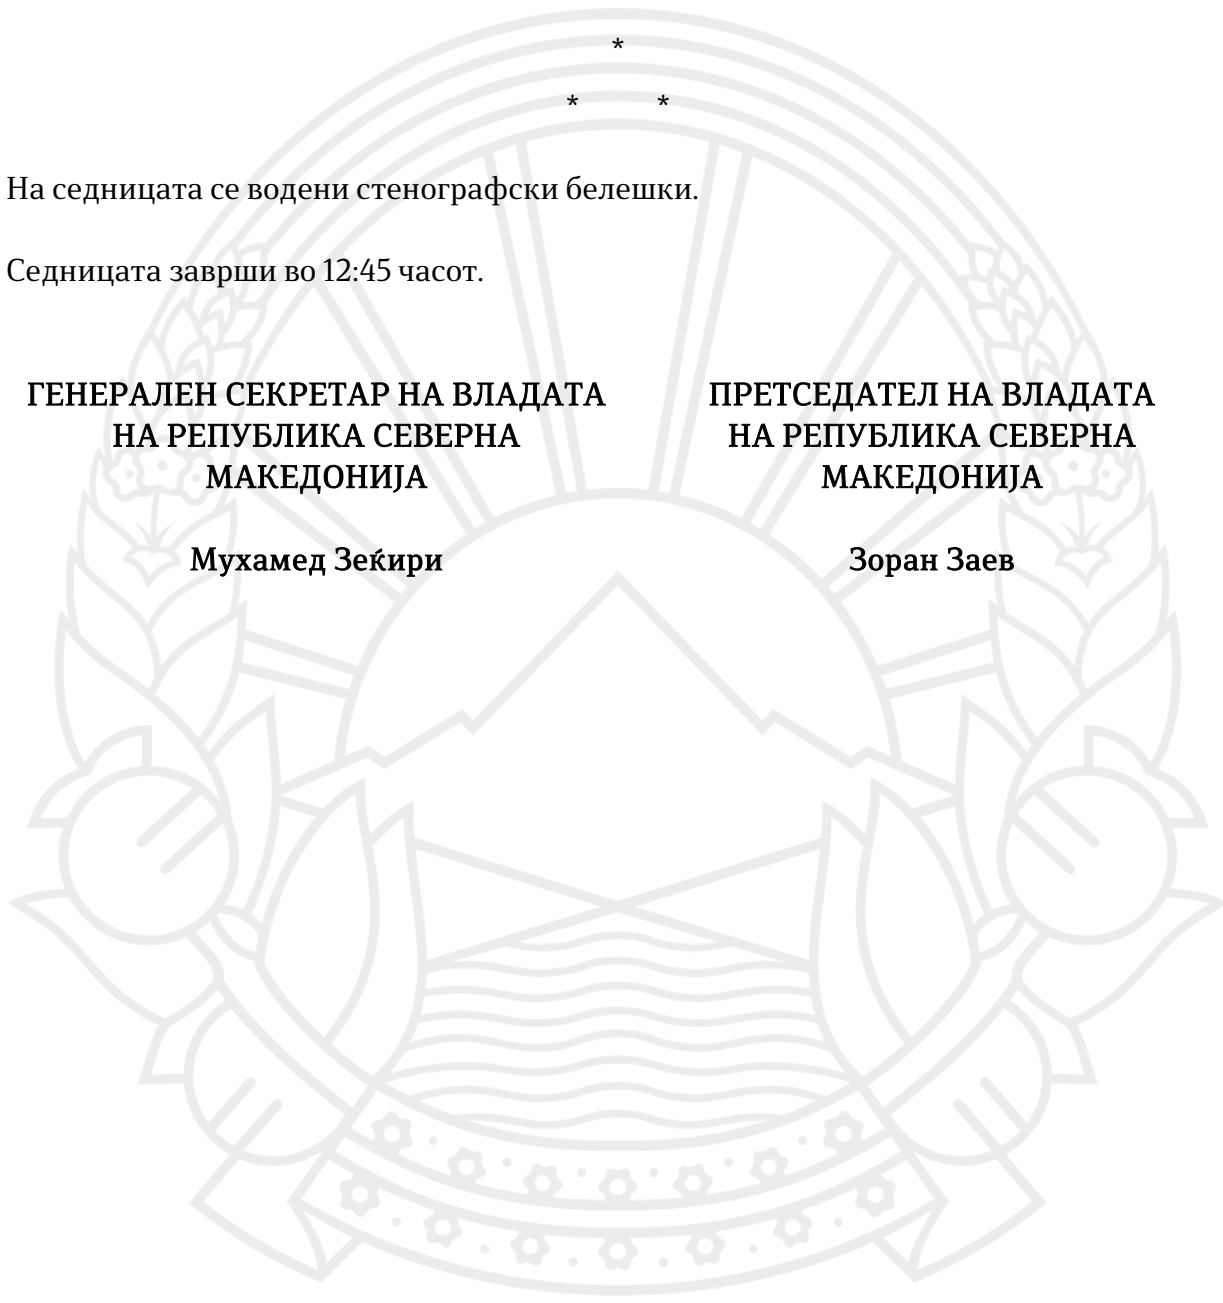 *
* *
На седницата се водени стенографски белешки.
Седницата заврши во 12:45 часот.
ГЕНЕРАЛЕН СЕКРЕТАР НА ВЛАДАТА
НА РЕПУБЛИКА СЕВЕРНА
МАКЕДОНИЈА
Мухамед Зеќири
ПРЕТСЕДАТЕЛ НА ВЛАДАТА
НА РЕПУБЛИКА СЕВЕРНА
МАКЕДОНИЈА
Зоран Заев